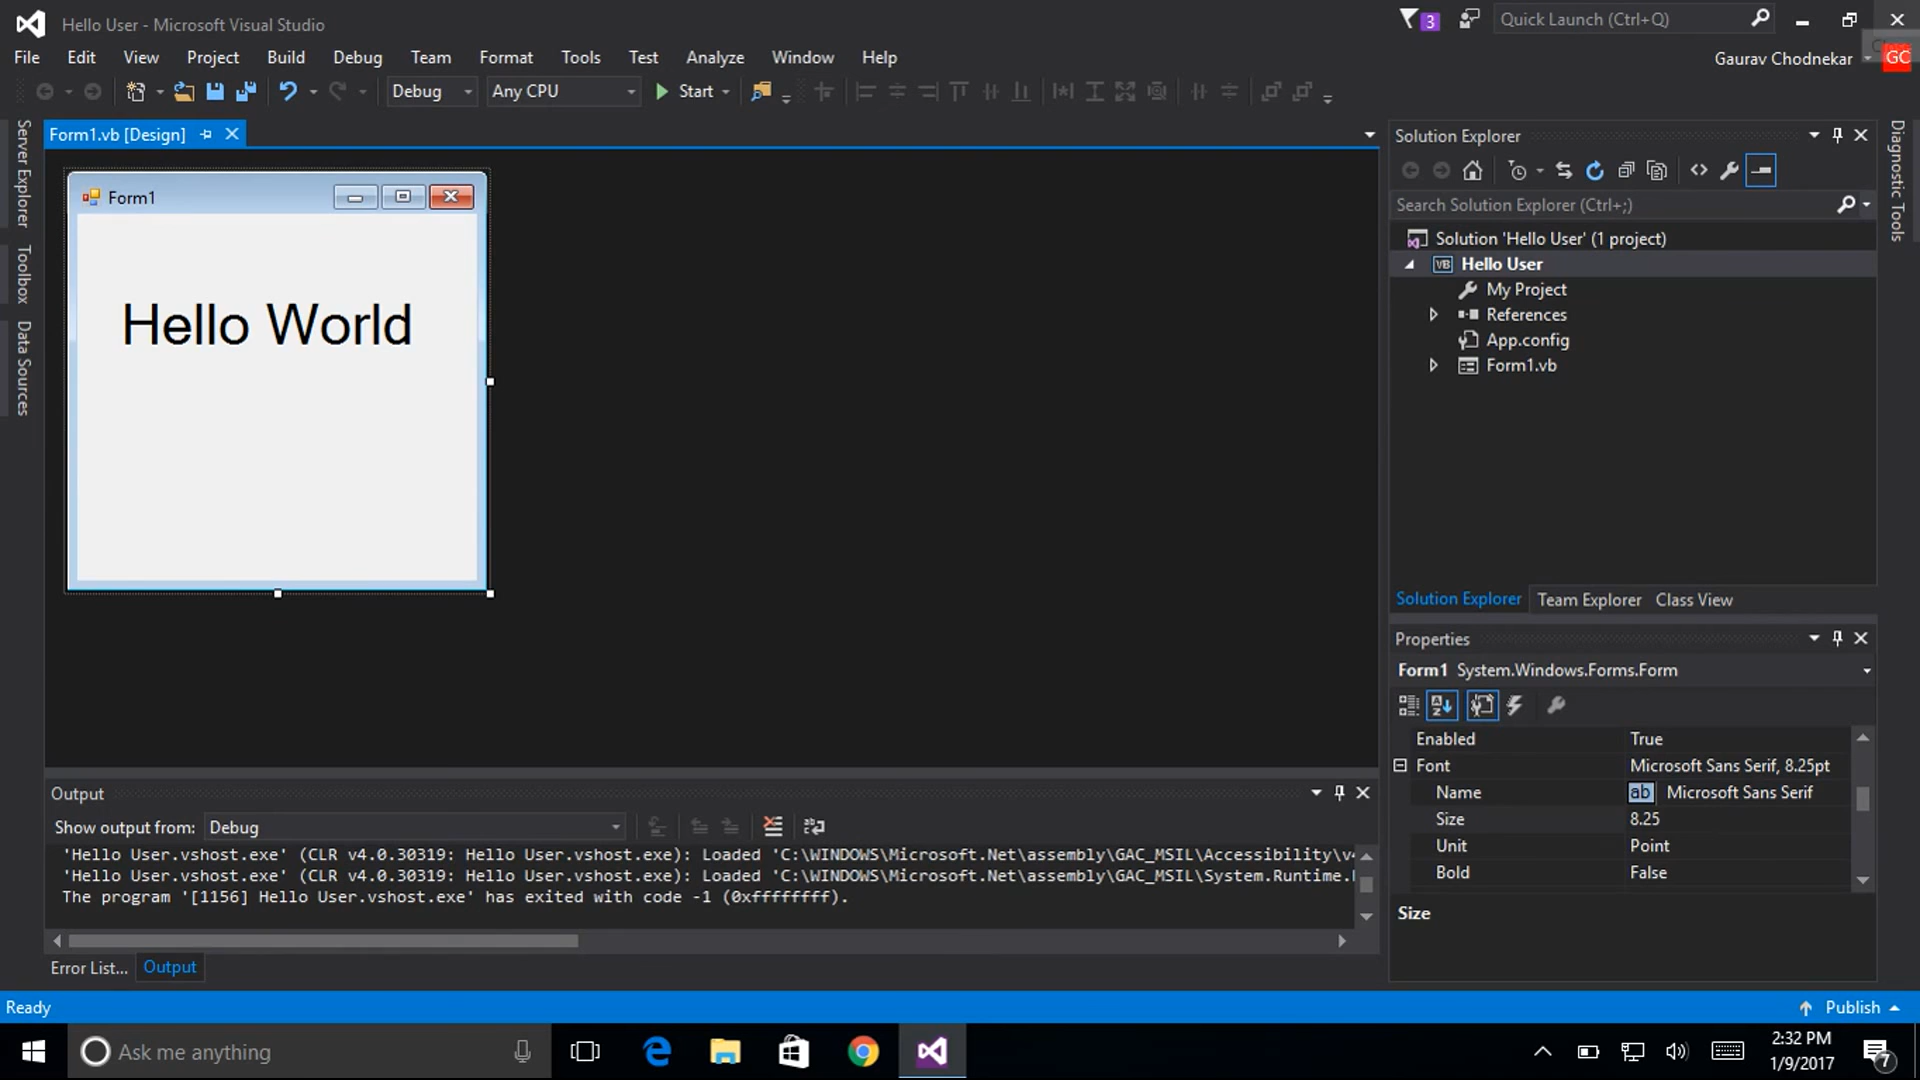 Hello User - Microsoft Visual Studio
3
Quick Launch (Ctrl+Q)
File Edit View Project Build Debug Team Format Tools Test Analyze Window Help
Gaurav Chodnekar
GC
Debug Any CPU Start
Server Explorer
Toolbox
Data Sources
Form1.vb [Design]
Form1
Hello World
Solution Explorer
Search Solution Explorer (Ctrl+;)
Solution 'Hello User' (1 project)
VB Hello User
My Project
References
App.config
Form1.vb
Diagnostic Tools
Solution Explorer Team Explorer Class View
Properties
Form1 System.Windows.Forms.Form
Enabled True
Font Microsoft Sans Serif, 8.25pt
Name ab Microsoft Sans Serif
Size 8.25
Unit Point
Bold False
Size
Output
Show output from: Debug
'Hello User.vshost.exe' (CLR v4.0.30319: Hello User.vshost.exe): Loaded 'C:\WINDOWS\Microsoft.Net\assembly\GAC_MSIL\Accessibility\v4
'Hello User.vshost.exe' (CLR v4.0.30319: Hello User.vshost.exe): Loaded 'C:\WINDOWS\Microsoft.Net\assembly\GAC_MSIL\System.Runtime.
The program '[1156] Hello User.vshost.exe' has exited with code -1 (0xffffffff).
Error List... Output
Ready
Publish
Ask me anything
2:32 PM
1/9/2017
7